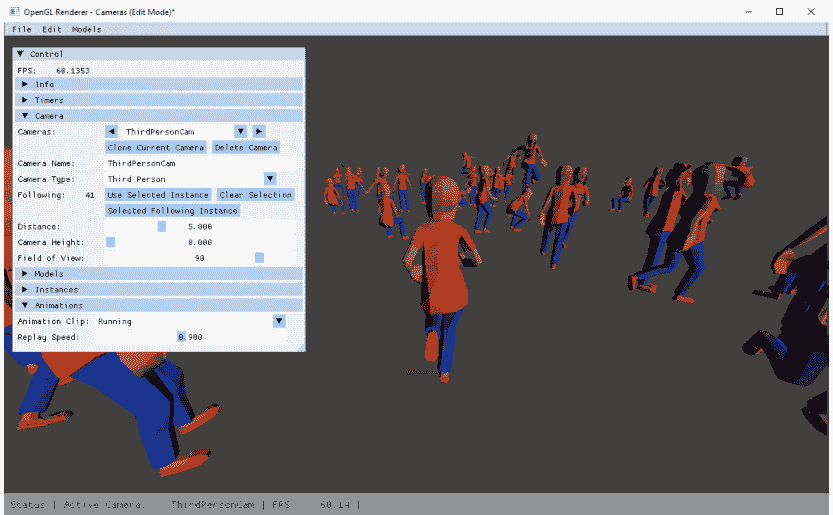 OpenGL Renderer - Cameras (Edit Mode)*
File Edit Models
Control
FPS: 60.1353
Info
Timers
Camera
Cameras: ThirdPersonCam
Clone Current Camera Delete Camera
Camera Name: ThirdPersonCam
Camera Type: Third Person
Following: 41 Use Selected Instance Clear Selection
Selected Following Instance
Distance: 5.000
Camera Height: 0.000
Field of View: 90
Models
Instances
Animations
Animation Clip: Running
Replay Speed: 0.900
Status | Active Camera: ThirdPersonCam | FPS 60.14 |